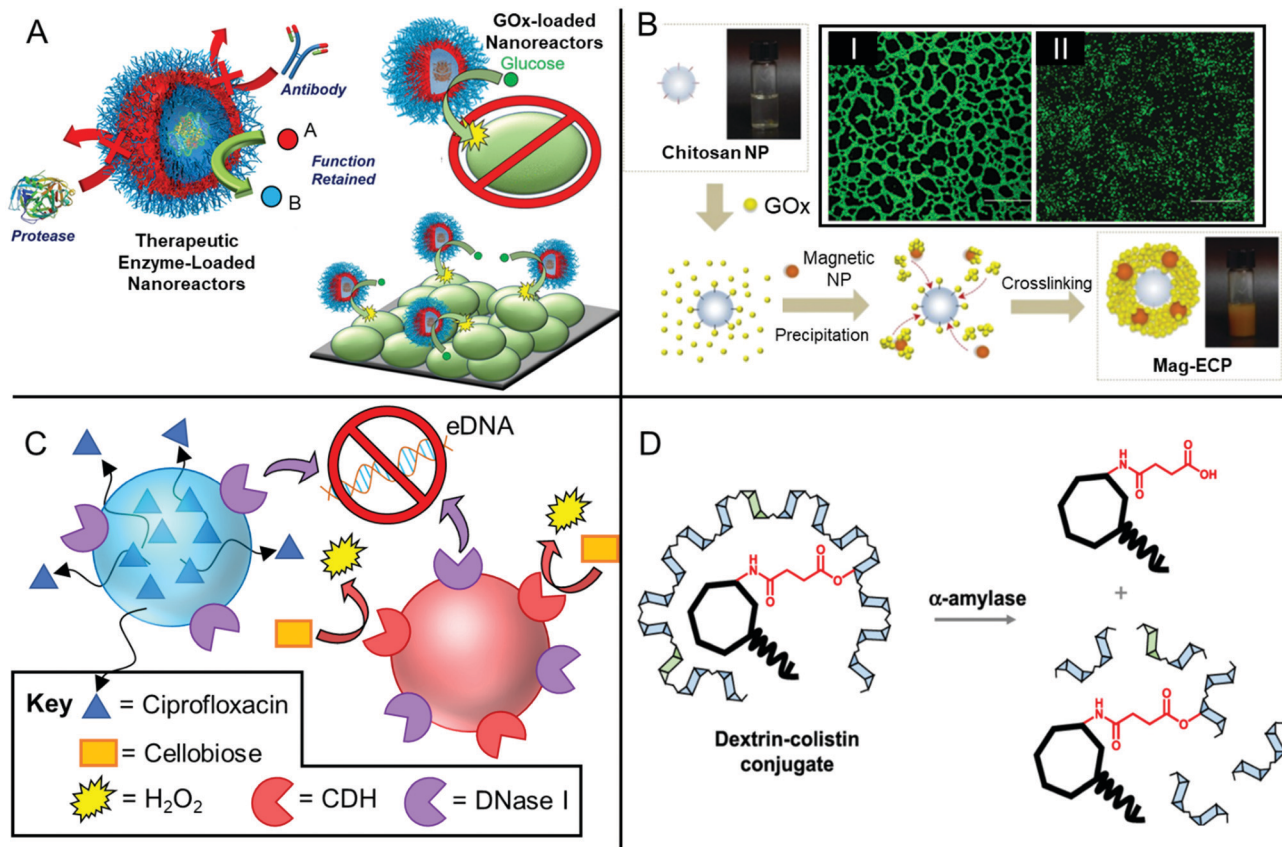 A
Antibody
A
Function
Retained
B
Protease
Therapeutic
Enzyme-Loaded
Nanoreactors
GOx-loaded
Nanoreactors
Glucose
B
Chitosan NP
I
II
GOx
Magnetic
NP
Precipitation
Crosslinking
Mag-ECP
C
eDNA
Key
= Ciprofloxacin
= Cellobiose
= H₂O₂
= CDH
= DNase I
D
H
N
O
O
OH
H
N
O
O
O
Dextrin-colistin
conjugate
α-amylase
+
H
N
O
O
O